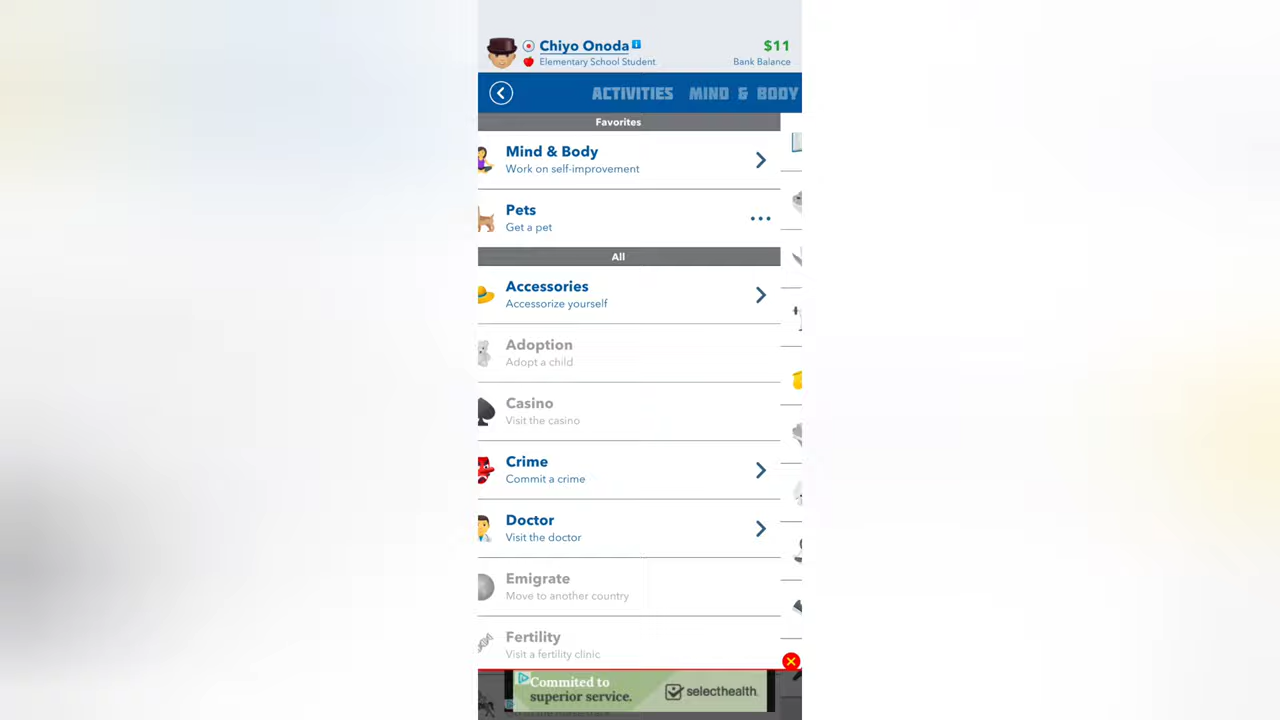 Chiyo Onoda
$11
Elementary School Student
Bank Balance
ACTIVITIES MIND & BODY
Favorites
Mind & Body
Work on self-improvement
Pets
Get a pet
All
Accessories
Accessorize yourself
Adoption
Adopt a child
Casino
Visit the casino
Crime
Commit a crime
Doctor
Visit the doctor
Emigrate
Move to another country
Fertility
Visit a fertility clinic
Commited to
superior service.
selecthealth.